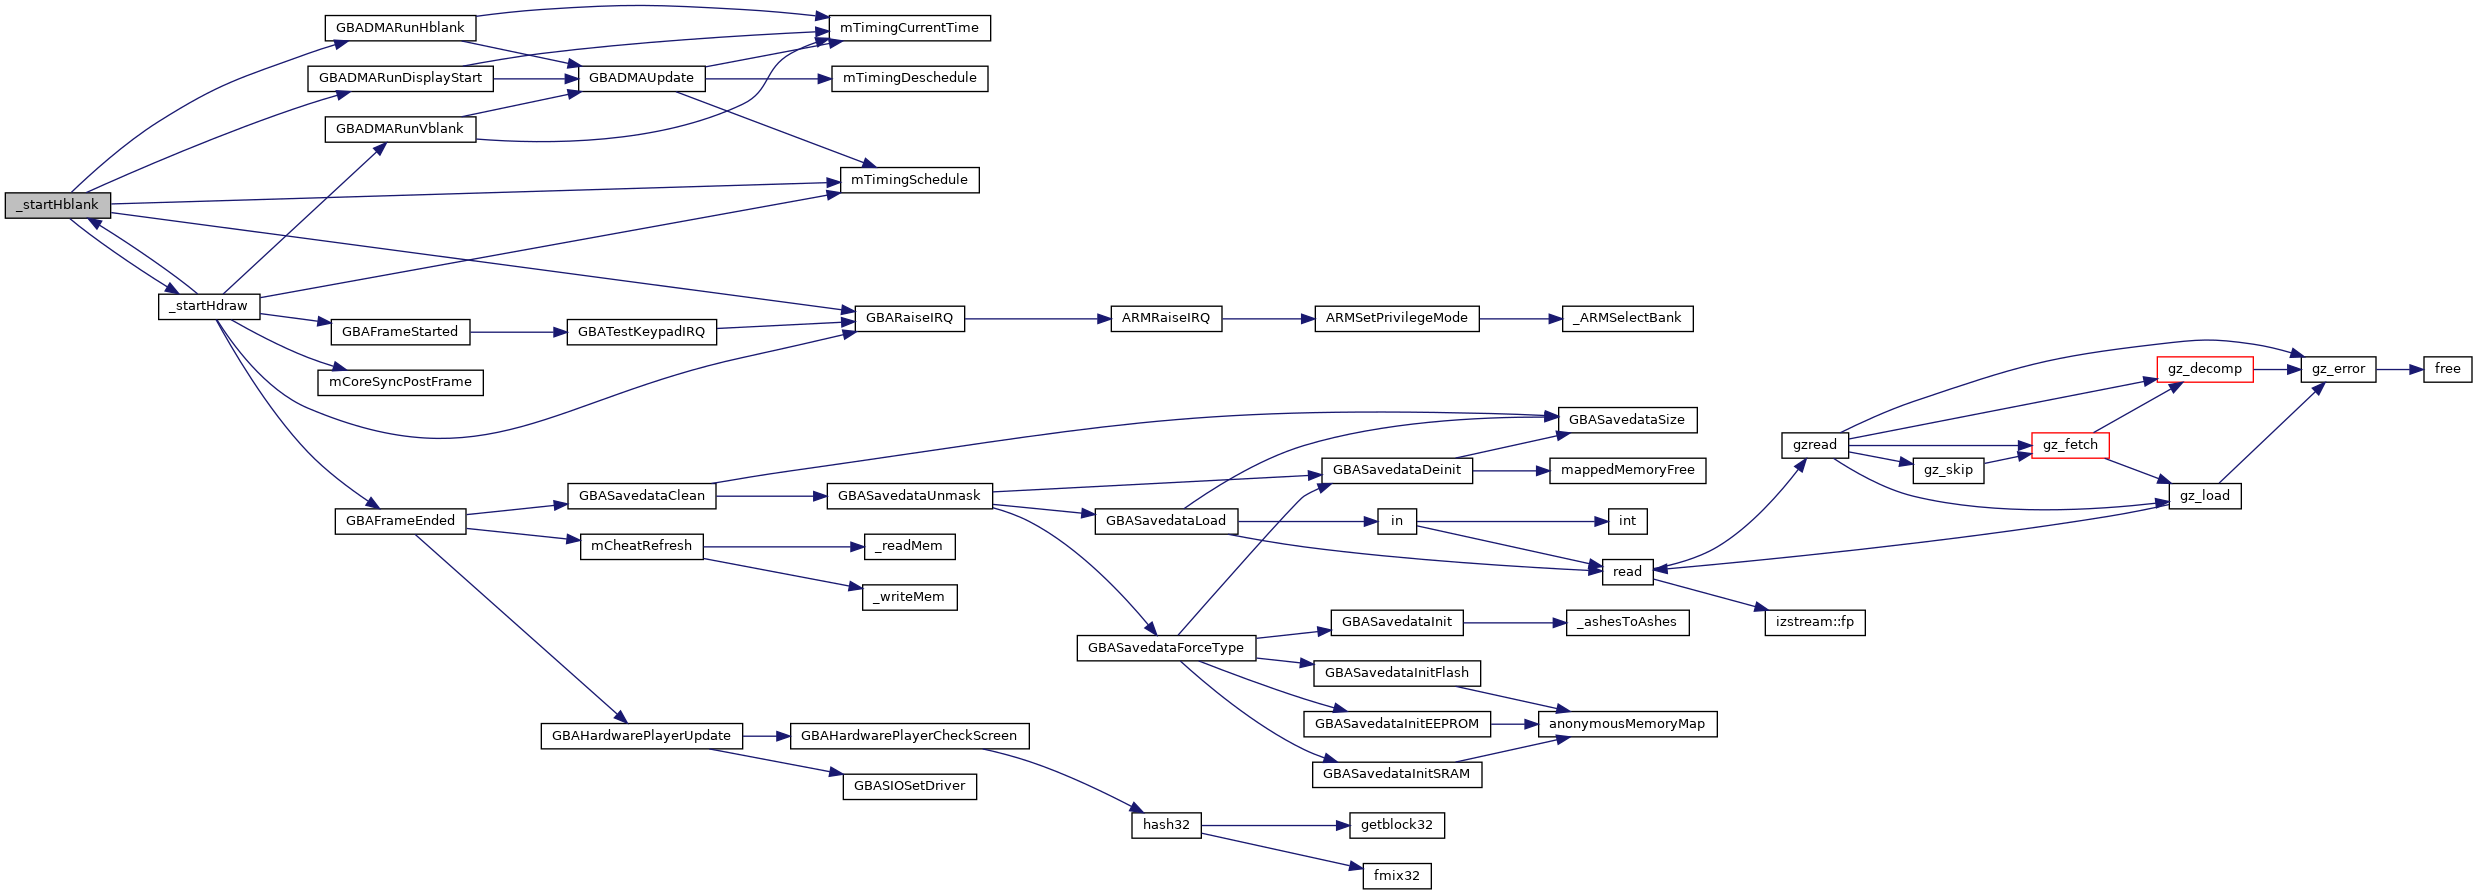 _startHblank
GBADMARunHblank
GBADMARunDisplayStart
GBADMARunVblank
_startHdraw
GBAFrameStarted
mCoreSyncPostFrame
GBAFrameEnded
GBADMAUpdate
GBATestKeypadIRQ
GBASavedataClean
mCheatRefresh
GBAHardwarePlayerUpdate
mTimingCurrentTime
mTimingDeschedule
mTimingSchedule
GBARaiseIRQ
GBASavedataUnmask
_readMem
_writeMem
GBAHardwarePlayerCheckScreen
GBASIOSetDriver
ARMRaiseIRQ
GBASavedataLoad
GBASavedataForceType
hash32
ARMSetPrivilegeMode
GBASavedataDeinit
in
GBASavedataInit
GBASavedataInitFlash
GBASavedataInitEEPROM
GBASavedataInitSRAM
getblock32
fmix32
_ARMSelectBank
GBASavedataSize
mappedMemoryFree
int
read
_ashesToAshes
anonymousMemoryMap
gzread
izstream::fp
gz_skip
gz_fetch
gz_decomp
gz_load
gz_error
free